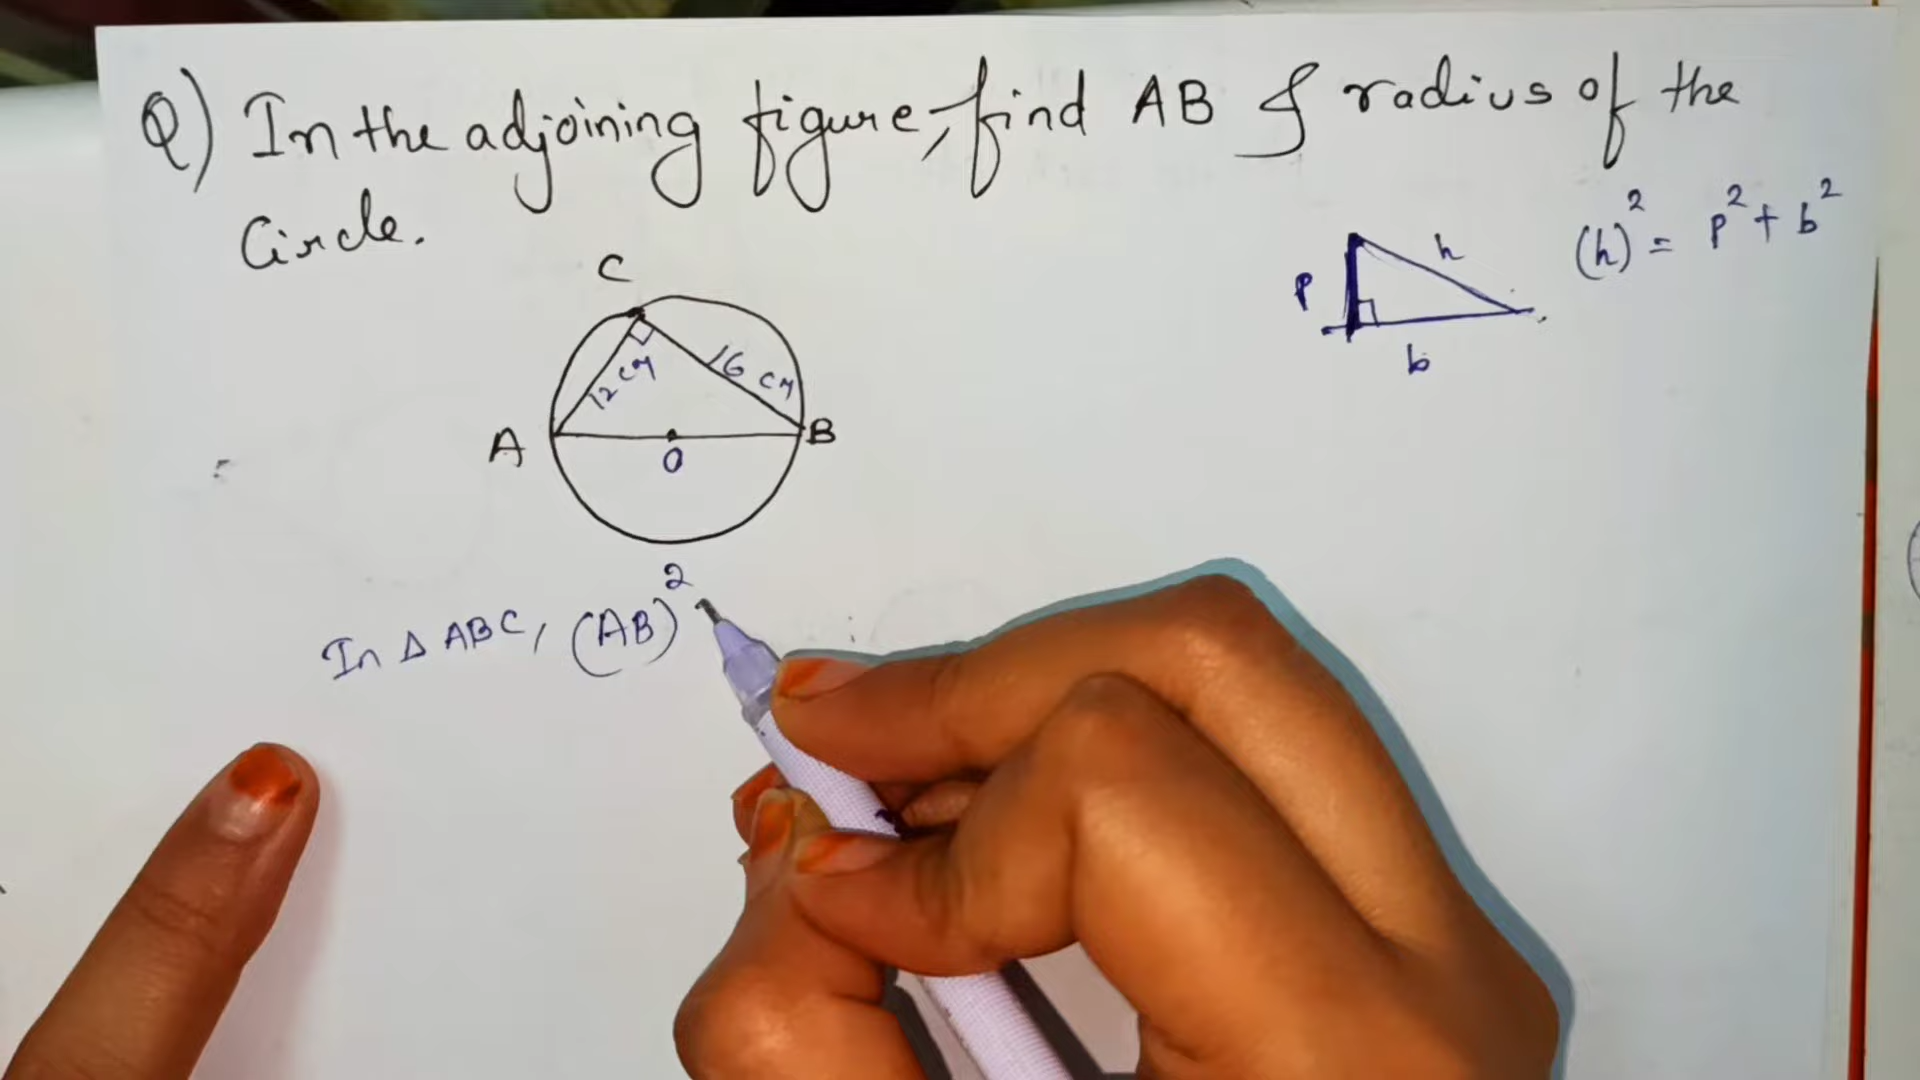 Q) In the adjoining figure, find AB & radius of the
Circle.
(h)² = p² + b²
h
p
b
C
12 cm
16 cm
A
B
O
In Δ ABC, (AB)²